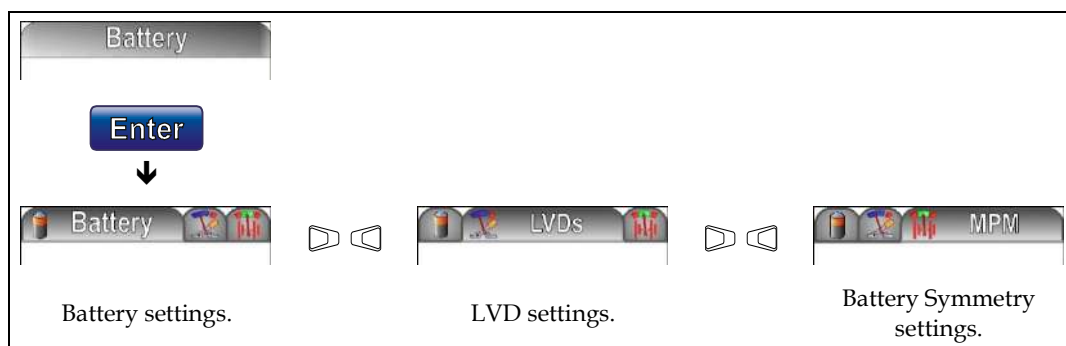 Battery
Enter
Battery
LVDs
MPM
Battery settings.
LVD settings.
Battery Symmetry
settings.